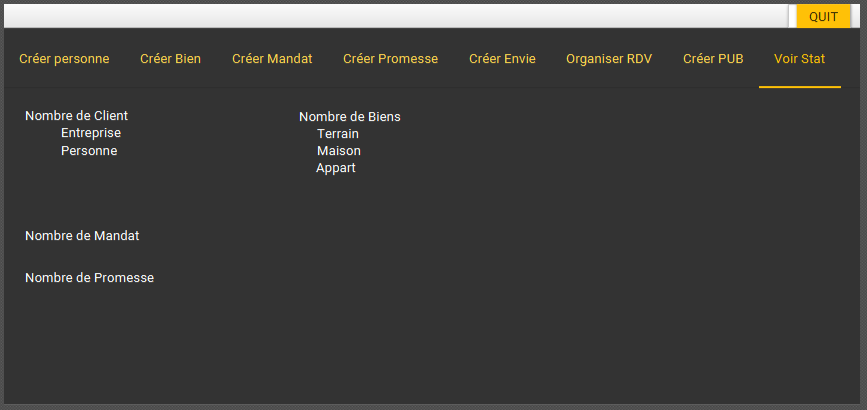 QUIT
Créer personne Créer Bien Créer Mandat Créer Promesse Créer Envie Organiser RDV Créer PUB Voir Stat
Nombre de Client
Entreprise
Personne
Nombre de Biens
Terrain
Maison
Appart
Nombre de Mandat
Nombre de Promesse